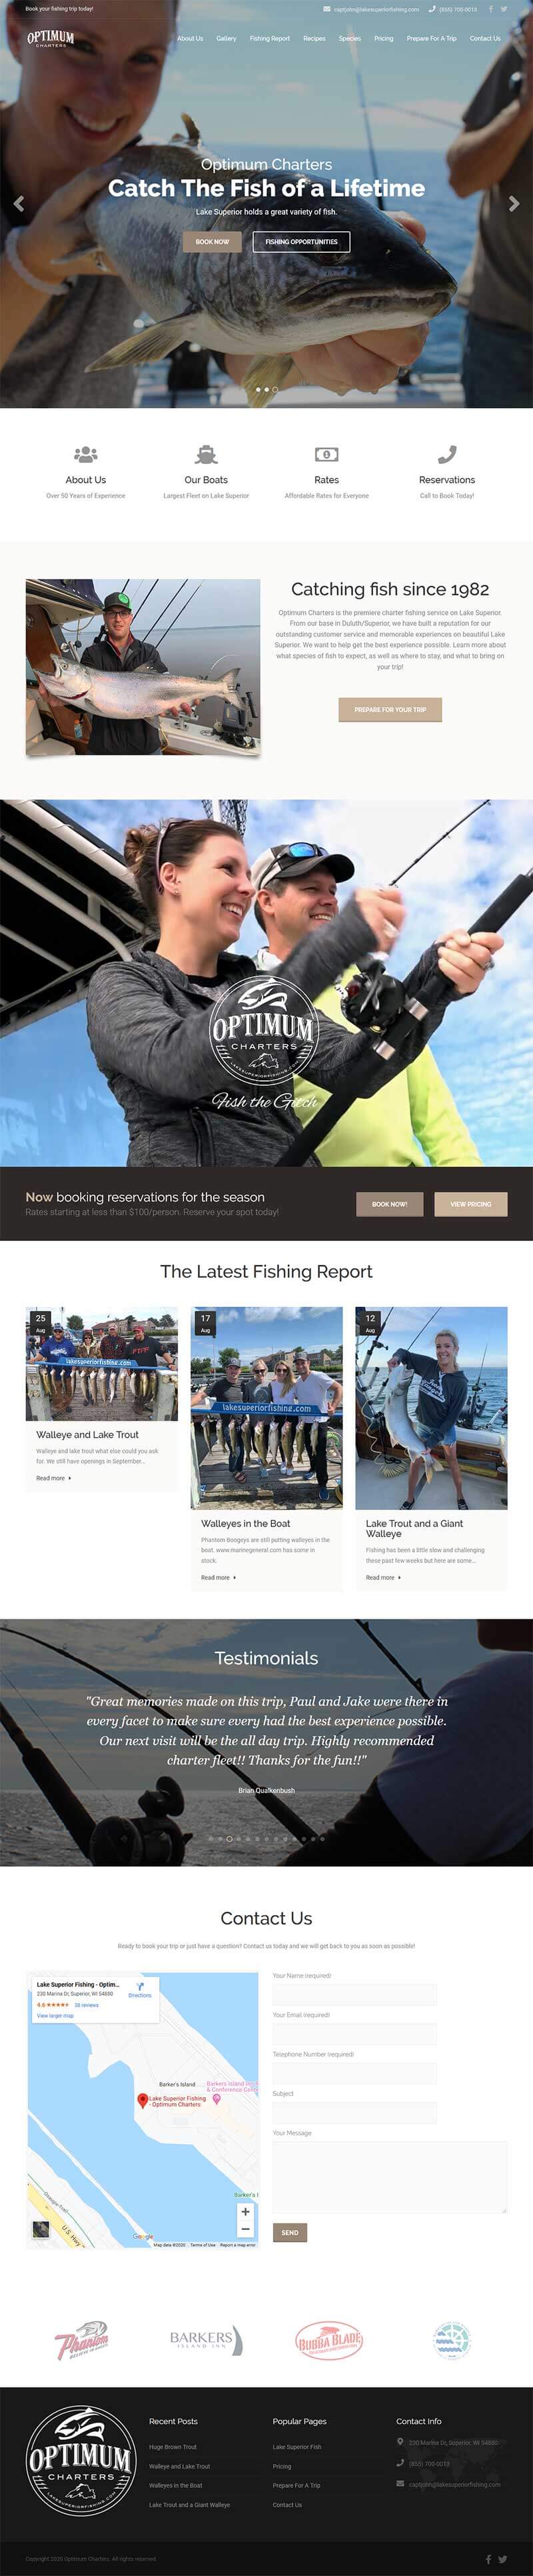 Book your fishing trip today!
captjohn@lakesuperiorfishing.com
(855) 700-0013
OPTIMUM
CHARTERS
About Us
Gallery
Fishing Report
Recipes
Species
Pricing
Prepare For A Trip
Contact Us
Optimum Charters
Catch The Fish of a Lifetime
Lake Superior holds a great variety of fish.
BOOK NOW
FISHING OPPORTUNITIES
About Us
Over 50 Years of Experience
Our Boats
Largest Fleet on Lake Superior
Rates
Affordable Rates for Everyone
Reservations
Call to Book Today!
Catching fish since 1982
Optimum Charters is the premiere charter fishing service on Lake Superior.
From our base in Duluth/Superior, we have built a reputation for our
outstanding customer service and memorable experiences on beautiful Lake
Superior. We want to help get the best experience possible. Learn more about
what species of fish to expect, as well as where to stay, and what to bring on
your trip!
PREPARE FOR YOUR TRIP
OPTIMUM
CHARTERS
LAKESUPERIORFISHING.COM
Fish the Gitch
Now booking reservations for the season
Rates starting at less than $100/person. Reserve your spot today!
BOOK NOW!
VIEW PRICING
The Latest Fishing Report
25
Aug
lakesuperiorfishing.com
Walleye and Lake Trout
Walleye and lake trout what else could you ask
for. We still have openings in September...
Read more
17
Aug
lakesuperiorfishing.com
Walleyes in the Boat
Phantom Boogeys are still putting walleyes in the
boat. www.marinegeneral.com has some in
stock.
Read more
12
Aug
Lake Trout and a Giant
Walleye
Fishing has been a little slow and challenging
these past few weeks but here are some...
Read more
Testimonials
"Great memories made on this trip, Paul and Jake were there in
every facet to make sure every had the best experience possible.
Our next visit will be the all day trip. Highly recommended
charter fleet!! Thanks for the fun!!"
Brian Qualkenbush
Contact Us
Ready to book your trip or just have a question? Contact us today and we will get back to you as soon as possible!
Lake Superior Fishing - Optim...
230 Marina Dr, Superior, WI 54880
4.6
38 reviews
View larger map
Directions
Barker's Island
Barkers Island Inn
& Conference Cent
Lake Superior Fishing
- Optimum Charters
Barker's I
U.S. Hwy
Google
Map data ©2020
Terms of Use
Report a map error
Your Name (required)
Your Email (required)
Telephone Number (required)
Subject
Your Message
SEND
Phantom
BARKERS
ISLAND INN
BUBBA BLADE
OPTIMUM
CHARTERS
LAKESUPERIORFISHING.COM
Recent Posts
Huge Brown Trout
Walleye and Lake Trout
Walleyes in the Boat
Lake Trout and a Giant Walleye
Popular Pages
Lake Superior Fish
Pricing
Prepare For A Trip
Contact Us
Contact Info
230 Marina Dr, Superior, WI 54880
(855) 700-0013
captjohn@lakesuperiorfishing.com
Copyright 2020 Optimum Charters. All rights reserved.